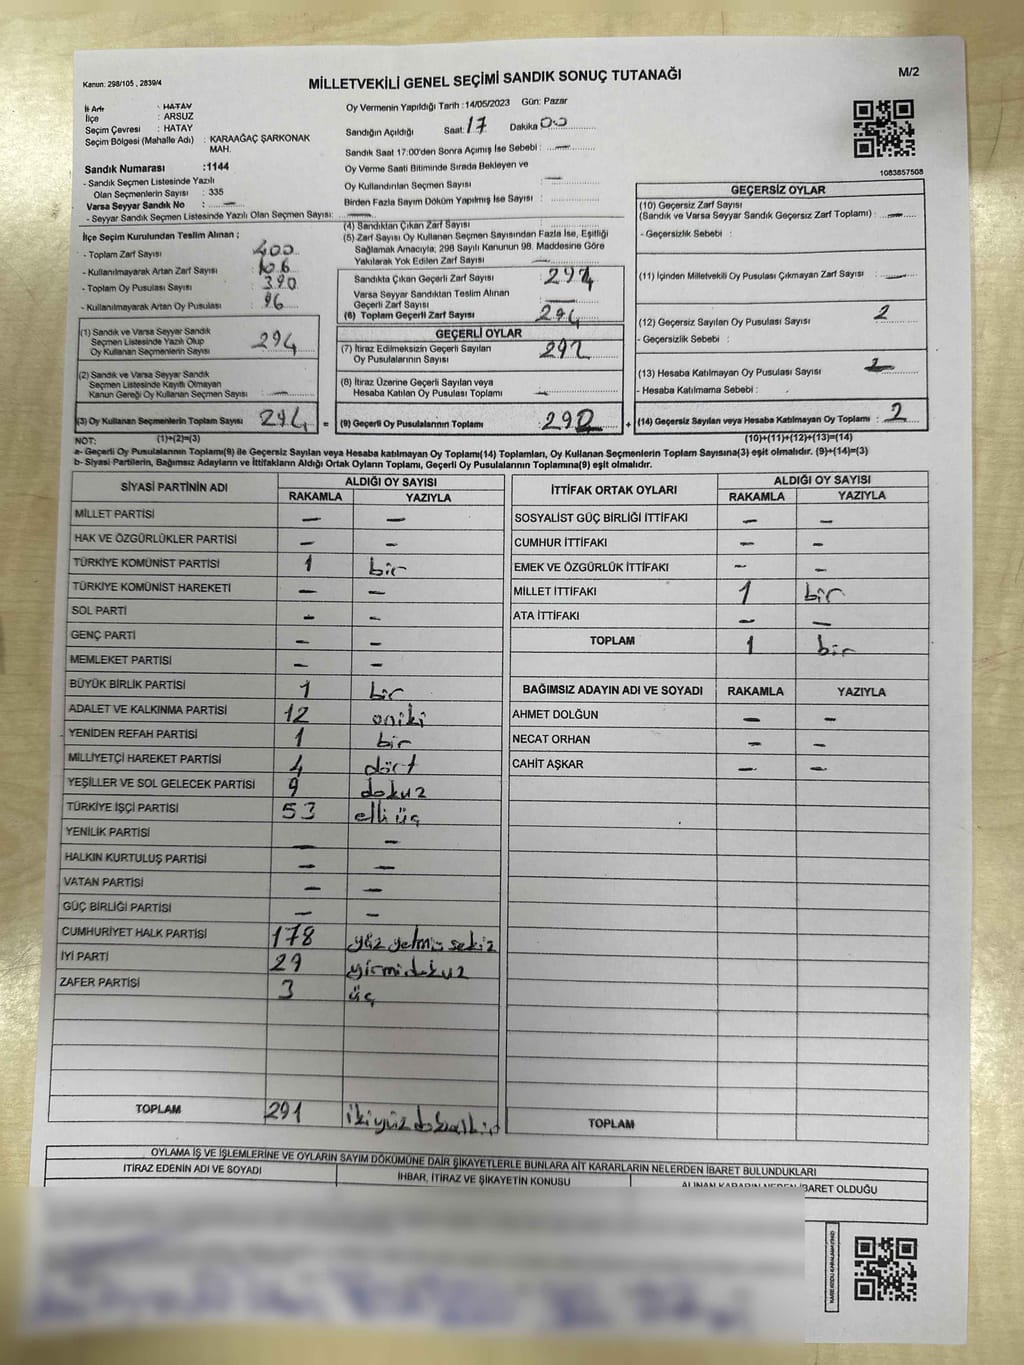 Kanun: 298/105 , 2839/4
MİLLETVEKİLİ GENEL SEÇİMİ SANDIK SONUÇ TUTANAĞI
M/2
İl Adı : HATAY
İlçe : ARSUZ
Seçim Çevresi : HATAY
Seçim Bölgesi (Mahalle Adı) : KARAAĞAÇ ŞARKONAK MAH.
Sandık Numarası :1144
- Sandık Seçmen Listesinde Yazılı
Olan Seçmenlerin Sayısı : 335
Varsa Seyyar Sandık No : —
- Seyyar Sandık Seçmen Listesinde Yazılı Olan Seçmen Sayısı: —
Oy Vermenin Yapıldığı Tarih :14/05/2023 Gün: Pazar
Sandığın Açıldığı Saat: 17 Dakika 00
Sandık Saat 17:00'den Sonra Açımış İse Sebebi : —
Oy Verme Saati Bitiminde Sırada Bekleyen ve
Oy Kullandırılan Seçmen Sayısı : —
Birden Fazla Sayım Döküm Yapılmış İse Sayısı :
1083857508
İlçe Seçim Kurulundan Teslim Alınan ;
- Toplam Zarf Sayısı : 400
- Kullanılmayarak Artan Zarf Sayısı : 106
- Toplam Oy Pusulası Sayısı : 390
- Kullanılmayarak Artan Oy Pusulası : 96
(1) Sandık ve Varsa Seyyar Sandık
Seçmen Listesinde Yazılı Olup
Oy Kullanan Seçmenlerin Sayısı : 294
(2) Sandık ve Varsa Seyyar Sandık
Seçmen Listesinde Kayıtlı Olmayan
Kanun Gereği Oy Kullanan Seçmen Sayısı : —
(3) Oy Kullanan Seçmenlerin Toplam Sayısı : 294 =
(4) Sandıktan Çıkan Zarf Sayısı :
(5) Zarf Sayısı Oy Kullanan Seçmen Sayısından Fazla İse, Eşitliği
Sağlamak Amacıyla; 298 Sayılı Kanunun 98. Maddesine Göre
Yakılarak Yok Edilen Zarf Sayısı : —
Sandıkta Çıkan Geçerli Zarf Sayısı : 294
Varsa Seyyar Sandıktan Teslim Alınan
Geçerli Zarf Sayısı : —
(6) Toplam Geçerli Zarf Sayısı : 294
GEÇERLİ OYLAR
(7) İtiraz Edilmeksizin Geçerli Sayılan
Oy Pusulalarının Sayısı : 292
(8) İtiraz Üzerine Geçerli Sayılan veya
Hesaba Katılan Oy Pusulası Toplamı : —
(9) Geçerli Oy Pusulalarının Toplamı : 292 +
GEÇERSİZ OYLAR
(10) Geçersiz Zarf Sayısı
(Sandık ve Varsa Seyyar Sandık Geçersiz Zarf Toplamı) : —
- Geçersizlik Sebebi :
(11) İçinden Milletvekili Oy Pusulası Çıkmayan Zarf Sayısı : —
(12) Geçersiz Sayılan Oy Pusulası Sayısı : 2
- Geçersizlik Sebebi :
(13) Hesaba Katılmayan Oy Pusulası Sayısı :
- Hesaba Katılmama Sebebi :
(14) Geçersiz Sayılan veya Hesaba Katılmayan Oy Toplamı : 2
NOT: (1)+(2)=(3) (10)+(11)+(12)+(13)=(14)
a- Geçerli Oy Pusulalarının Toplamı(9) ile Geçersiz Sayılan veya Hesaba Katılmayan Oy Toplamı(14) Toplamları, Oy Kullanan Seçmenlerin Toplam Sayısına(3) eşit olmalıdır. (9)+(14)=(3)
b- Siyasi Partilerin, Bağımsız Adayların ve İttifakların Aldığı Ortak Oyların Toplamı, Geçerli Oy Pusulalarının Toplamına(9) eşit olmalıdır.
SİYASİ PARTİNİN ADI ALDIĞI OY SAYISI
RAKAMLA YAZIYLA
MİLLET PARTİSİ — —
HAK VE ÖZGÜRLÜKLER PARTİSİ — —
TÜRKİYE KOMÜNİST PARTİSİ 1 bir
TÜRKİYE KOMÜNİST HAREKETİ — —
SOL PARTİ — —
GENÇ PARTİ — —
MEMLEKET PARTİSİ — —
BÜYÜK BİRLİK PARTİSİ 1 bir
ADALET VE KALKINMA PARTİSİ 12 oniki
YENİDEN REFAH PARTİSİ 1 bir
MİLLİYETÇİ HAREKET PARTİSİ 4 dört
YEŞİLLER VE SOL GELECEK PARTİSİ 9 dokuz
TÜRKİYE İŞÇİ PARTİSİ 53 elli üç
YENİLİK PARTİSİ — —
HALKIN KURTULUŞ PARTİSİ — —
VATAN PARTİSİ — —
GÜÇ BİRLİĞİ PARTİSİ — —
CUMHURİYET HALK PARTİSİ 178 yüz yetmiş sekiz
İYİ PARTİ 29 yirmidokuz
ZAFER PARTİSİ 3 üç
TOPLAM 291 ikiyüz doksanbir
İTTİFAK ORTAK OYLARI ALDIĞI OY SAYISI
RAKAMLA YAZIYLA
SOSYALİST GÜÇ BİRLİĞİ İTTİFAKI — —
CUMHUR İTTİFAKI — —
EMEK VE ÖZGÜRLÜK İTTİFAKI — —
MİLLET İTTİFAKI 1 bir
ATA İTTİFAKI — —
TOPLAM 1 bir
BAĞIMSIZ ADAYIN ADI VE SOYADI RAKAMLA YAZIYLA
AHMET DOLĞUN — —
NECAT ORHAN — —
CAHİT AŞKAR — —
TOPLAM
OYLAMA İŞ VE İŞLEMLERİNE VE OYLARIN SAYIM DÖKÜMÜNE DAİR ŞİKAYETLERLE BUNLARA AİT KARARLARIN NELERDEN İBARET BULUNDUKLARI
İTİRAZ EDENİN ADI VE SOYADI İHBAR, İTİRAZ VE ŞİKAYETİN KONUSU ALINAN KARARIN NEDEN İBARET OLDUĞU